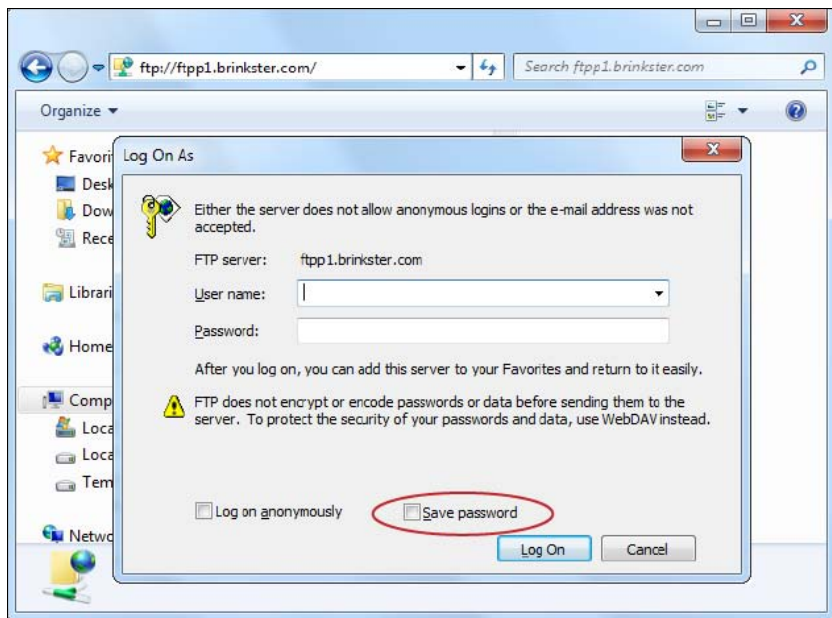 ftp://ftpp1.brinkster.com/
Search ftpp1.brinkster.com
Organize
Favori
Log On As
Desk
Dow
Rece
Librari
Home
Comp
Loca
Loca
Tem
Netwo
Either the server does not allow anonymous logins or the e-mail address was not
accepted.
FTP server: ftpp1.brinkster.com
User name:
Password:
After you log on, you can add this server to your Favorites and return to it easily.
FTP does not encrypt or encode passwords or data before sending them to the
server. To protect the security of your passwords and data, use WebDAV instead.
Log on anonymously
Save password
Log On
Cancel